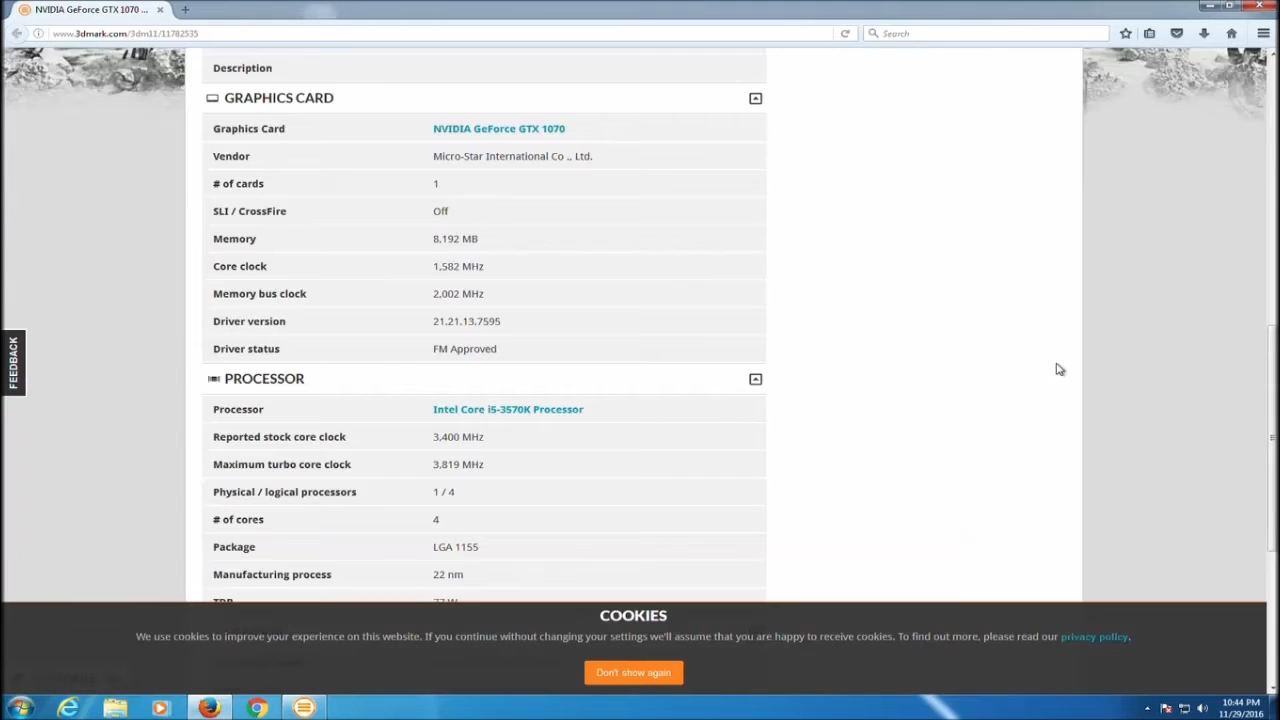 NVIDIA GeForce GTX 1070 ...
www.3dmark.com/3dm11/11782535
Search
Description
GRAPHICS CARD
Graphics Card NVIDIA GeForce GTX 1070
Vendor Micro-Star International Co ., Ltd.
# of cards 1
SLI / CrossFire Off
Memory 8,192 MB
Core clock 1,582 MHz
Memory bus clock 2,002 MHz
Driver version 21.21.13.7595
Driver status FM Approved
FEEDBACK
PROCESSOR
Processor Intel Core i5-3570K Processor
Reported stock core clock 3,400 MHz
Maximum turbo core clock 3,819 MHz
Physical / logical processors 1 / 4
# of cores 4
Package LGA 1155
Manufacturing process 22 nm
TDP 77 W
COOKIES
We use cookies to improve your experience on this website. If you continue without changing your settings we'll assume that you are happy to receive cookies. To find out more, please read our privacy policy.
Don't show again
10:44 PM
11/29/2016